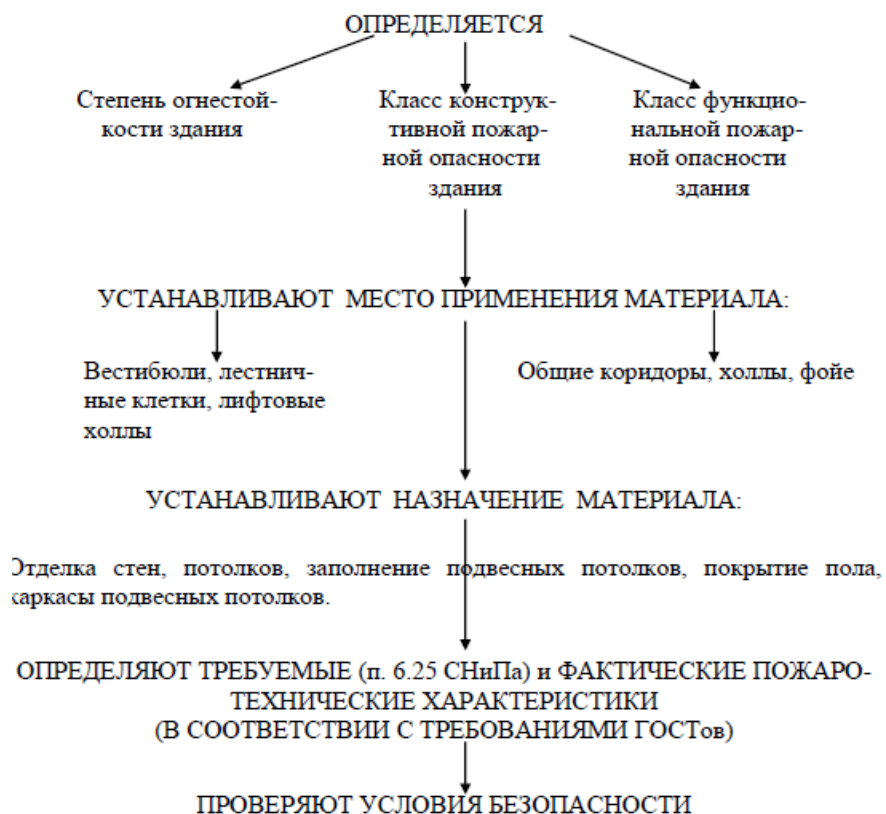 ОПРЕДЕЛЯЕТСЯ
Степень огнестой-
кости здания
Класс конструк-
тивной пожар-
ной опасности
здания
Класс функцио-
нальной пожар-
ной опасности
здания
УСТАНАВЛИВАЮТ МЕСТО ПРИМЕНЕНИЯ МАТЕРИАЛА:
Вестибюли, лестнич-
ные клетки, лифтовые
холлы
Общие коридоры, холлы, фойе
УСТАНАВЛИВАЮТ НАЗНАЧЕНИЕ МАТЕРИАЛА:
Отделка стен, потолков, заполнение подвесных потолков, покрытие пола,
каркасы подвесных потолков.
ОПРЕДЕЛЯЮТ ТРЕБУЕМЫЕ (п. 6.25 СНиПа) и ФАКТИЧЕСКИЕ ПОЖАРО-
ТЕХНИЧЕСКИЕ ХАРАКТЕРИСТИКИ
(В СООТВЕТСТВИИ С ТРЕБОВАНИЯМИ ГОСТов)
ПРОВЕРЯЮТ УСЛОВИЯ БЕЗОПАСНОСТИ